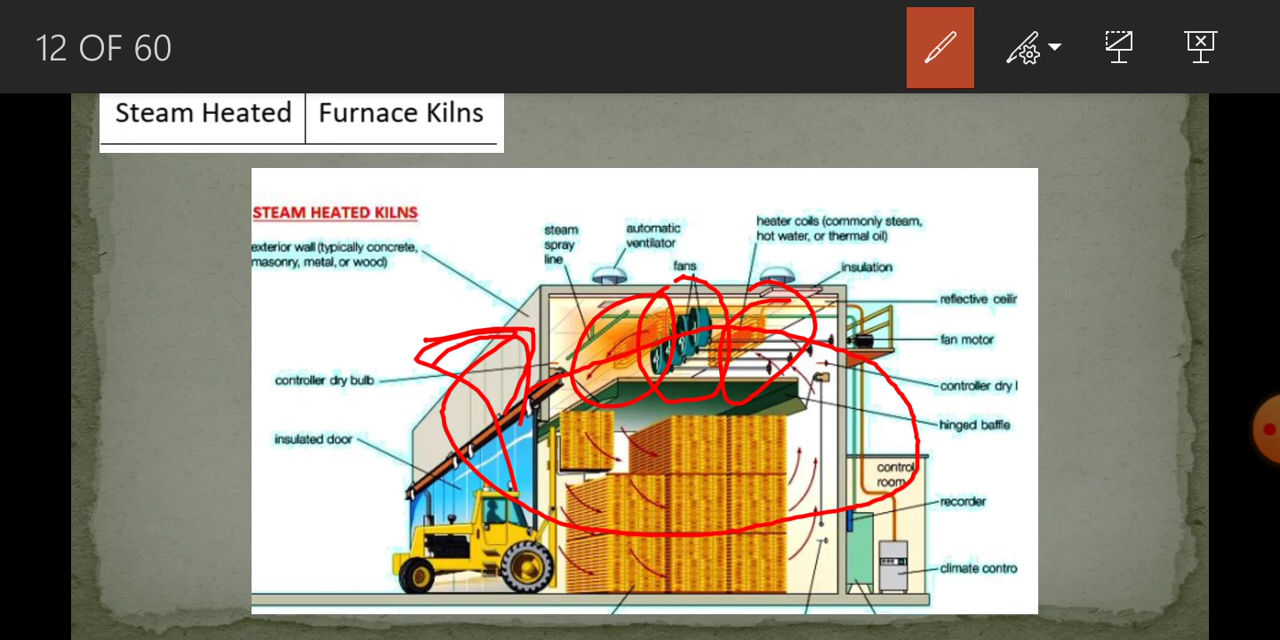 12 OF 60
Steam Heated Furnace Kilns
STEAM HEATED KILNS
exterior wall (typically concrete,
masonry, metal, or wood)
steam
spray
line
automatic
ventilator
fans
heater coils (commonly steam,
hot water, or thermal oil)
insulation
reflective ceilir
fan motor
controller dry bulb
controller dry l
hinged baffle
insulated door
control
room
recorder
climate contro